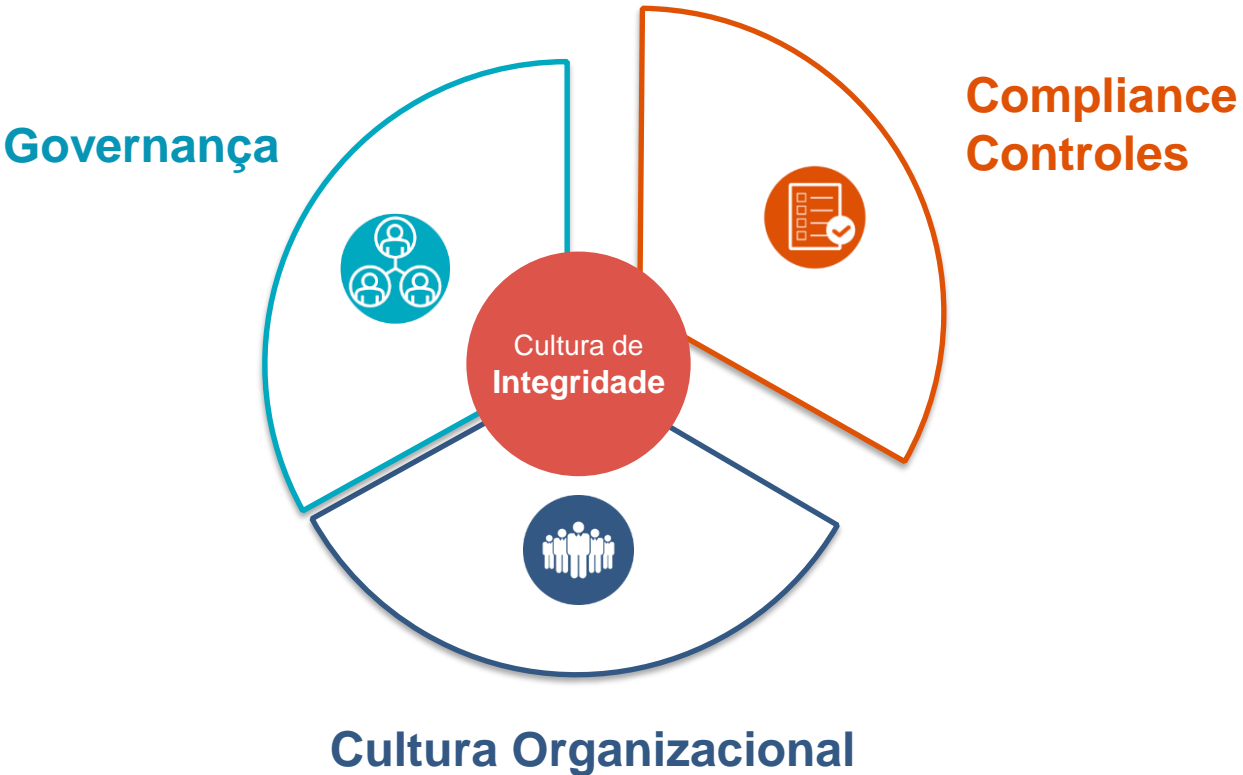 Governança
Compliance
Controles
Cultura de
Integridade
Cultura Organizacional